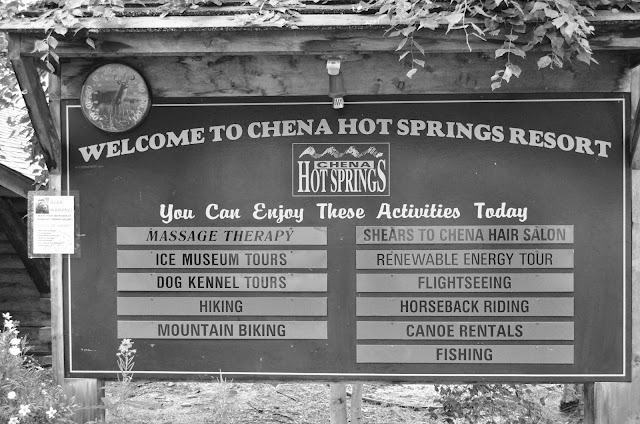 WELCOME TO CHENA HOT SPRINGS RESORT
CHENA
HOT SPRINGS
You Can Enjoy These Activities Today
MASSAGE THERAPY
ICE MUSEUM TOURS
DOG KENNEL TOURS
HIKING
MOUNTAIN BIKING
SHEARS TO CHENA HAIR SALON
RENEWABLE ENERGY TOUR
FLIGHTSEEING
HORSEBACK RIDING
CANOE RENTALS
FISHING